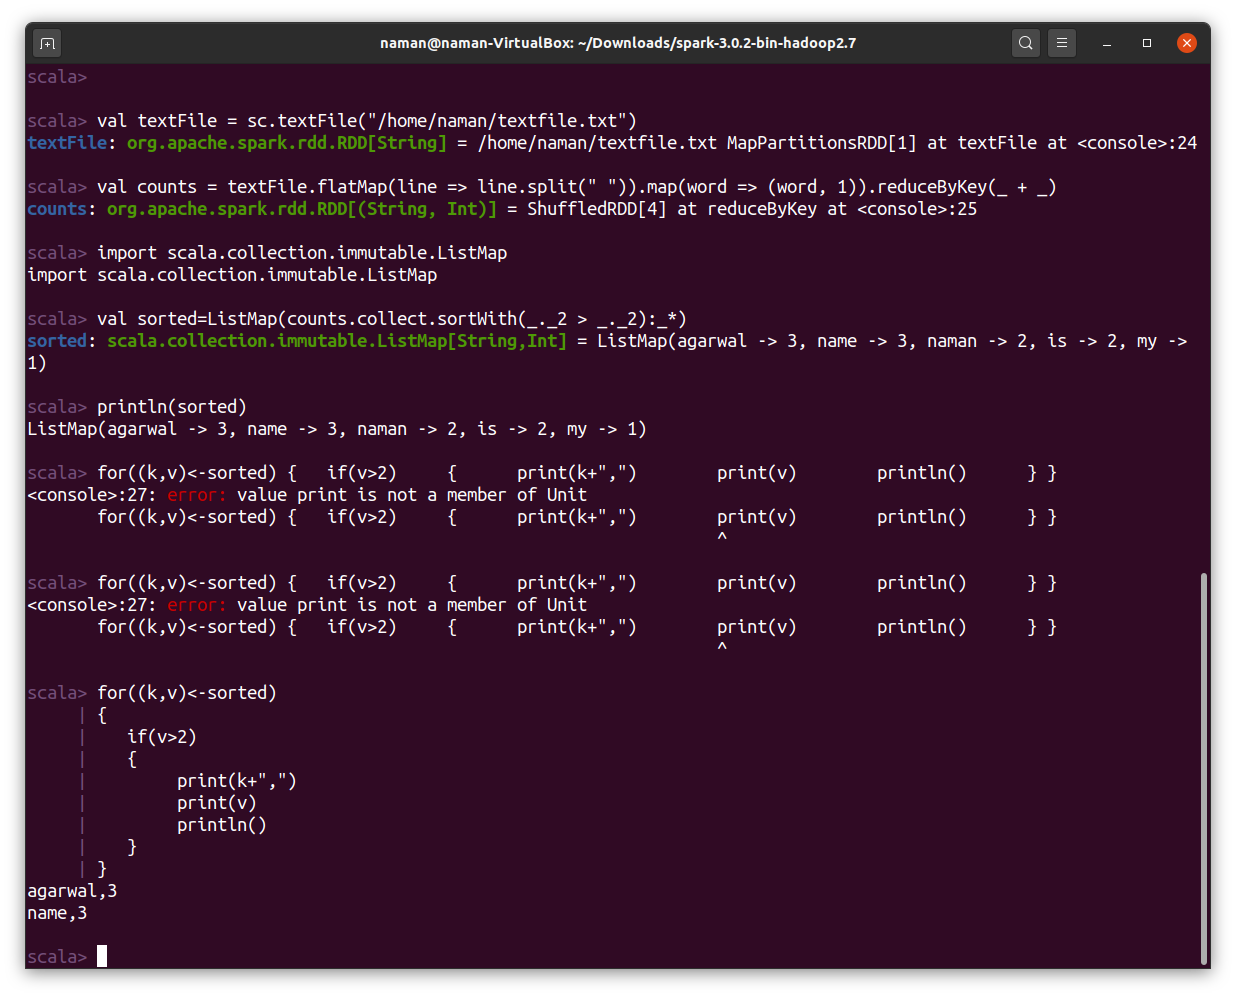 naman@naman-VirtualBox: ~/Downloads/spark-3.0.2-bin-hadoop2.7
scala>
scala> val textFile = sc.textFile("/home/naman/textfile.txt")
textFile: org.apache.spark.rdd.RDD[String] = /home/naman/textfile.txt MapPartitionsRDD[1] at textFile at <console>:24
scala> val counts = textFile.flatMap(line => line.split(" ")).map(word => (word, 1)).reduceByKey(_ + _)
counts: org.apache.spark.rdd.RDD[(String, Int)] = ShuffledRDD[4] at reduceByKey at <console>:25
scala> import scala.collection.immutable.ListMap
import scala.collection.immutable.ListMap
scala> val sorted=ListMap(counts.collect.sortWith(_._2 > _._2):_*)
sorted: scala.collection.immutable.ListMap[String,Int] = ListMap(agarwal -> 3, name -> 3, naman -> 2, is -> 2, my ->
1)
scala> println(sorted)
ListMap(agarwal -> 3, name -> 3, naman -> 2, is -> 2, my -> 1)
scala> for((k,v)<-sorted) {   if(v>2)     {      print(k+",")        print(v)        println()      } }
<console>:27: error: value print is not a member of Unit
       for((k,v)<-sorted) {   if(v>2)     {      print(k+",")        print(v)        println()      } }
                                                                     ^
scala> for((k,v)<-sorted) {   if(v>2)     {      print(k+",")        print(v)        println()      } }
<console>:27: error: value print is not a member of Unit
       for((k,v)<-sorted) {   if(v>2)     {      print(k+",")        print(v)        println()      } }
                                                                     ^
scala> for((k,v)<-sorted)
     | {
     |    if(v>2)
     |    {
     |         print(k+",")
     |         print(v)
     |         println()
     |    }
     | }
agarwal,3
name,3
scala>